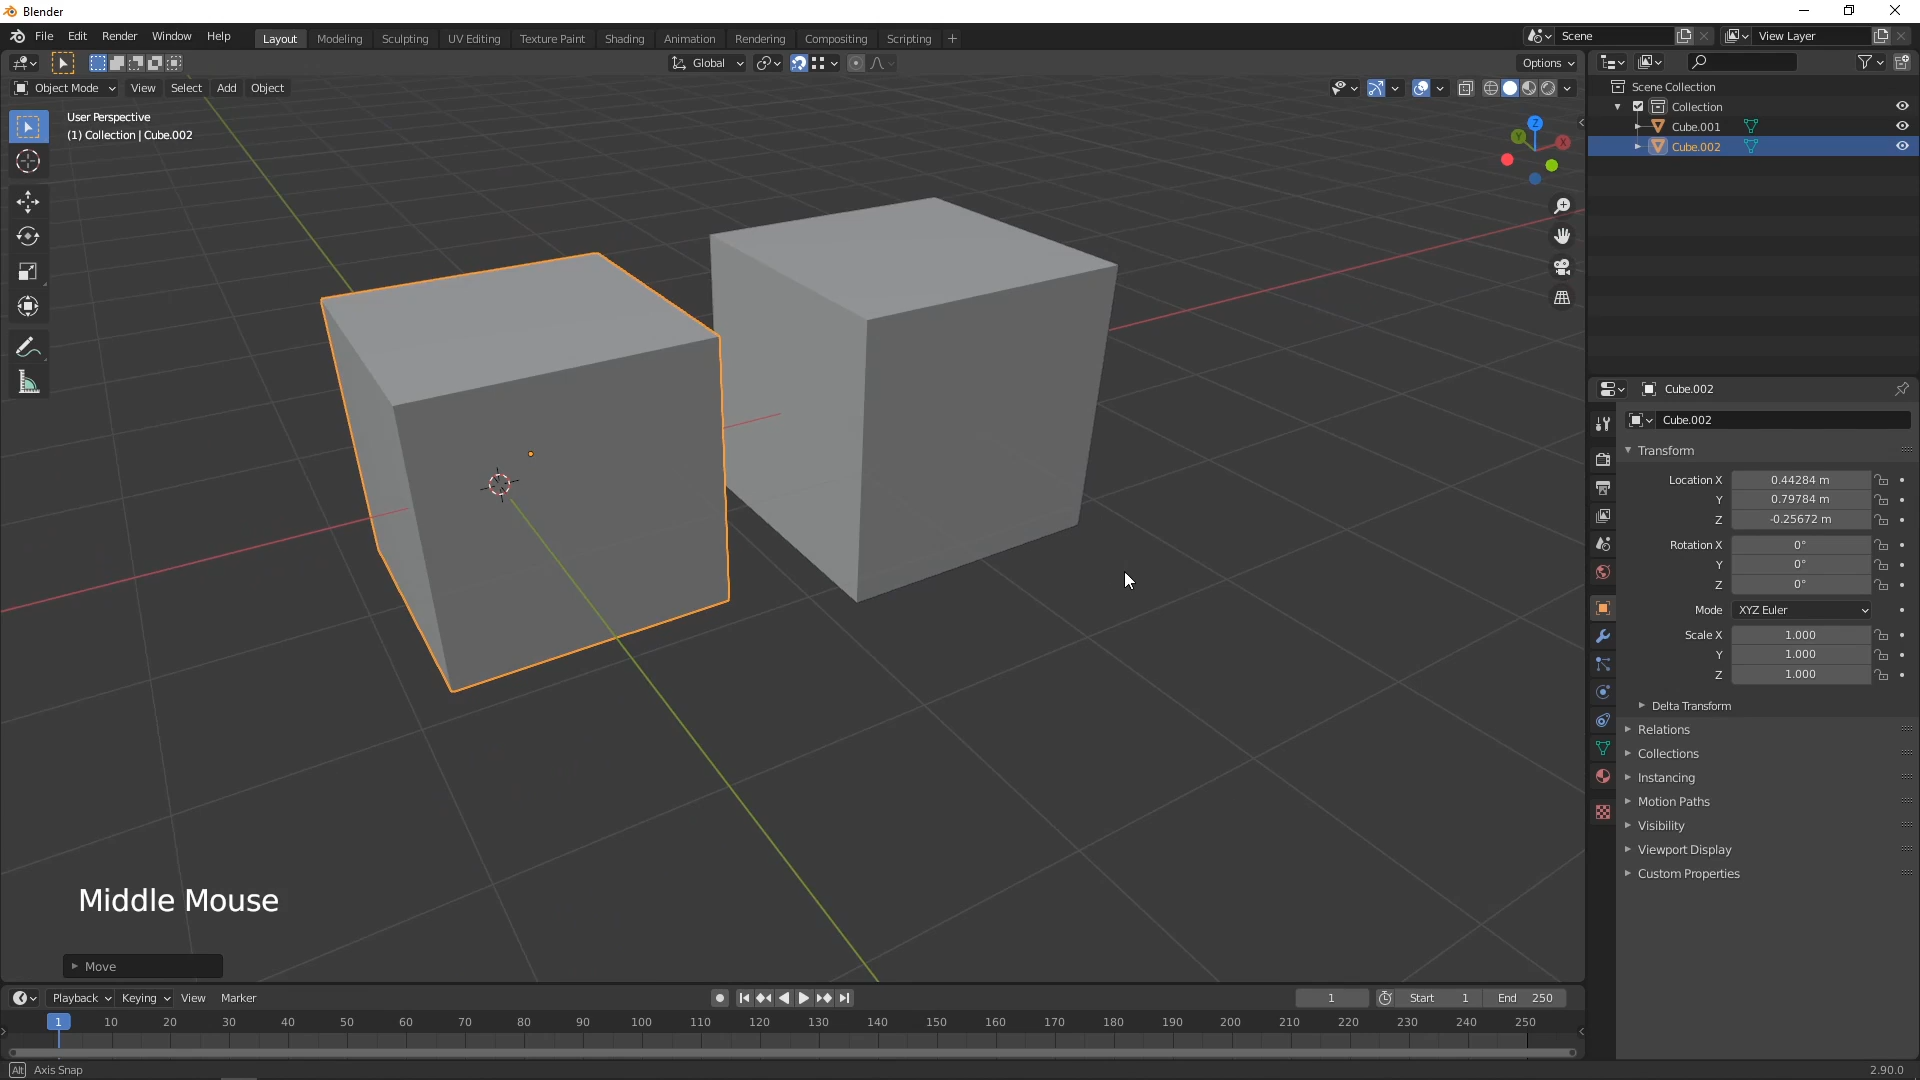 Blender
File Edit Render Window Help Layout Modeling Sculpting UV Editing Texture Paint Shading Animation Rendering Compositing Scripting + Scene View Layer
Global Options
Object Mode View Select Add Object
User Perspective
(1) Collection | Cube.002
Z
Y
X
Scene Collection
Collection
Cube.001
Cube.002
Cube.002
Cube.002
Transform
Location X 0.44284 m
Y 0.79784 m
Z -0.25672 m
Rotation X 0°
Y 0°
Z 0°
Mode XYZ Euler
Scale X 1.000
Y 1.000
Z 1.000
Delta Transform
Relations
Collections
Instancing
Motion Paths
Visibility
Viewport Display
Custom Properties
Middle Mouse
Move
Playback Keying View Marker 1 Start 1 End 250
1 10 20 30 40 50 60 70 80 90 100 110 120 130 140 150 160 170 180 190 200 210 220 230 240 250
Alt Axis Snap 2.90.0